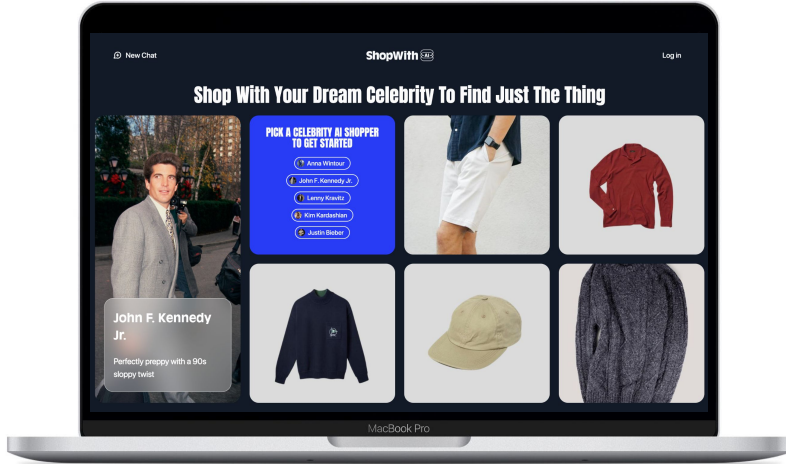 New Chat
ShopWith AI
Log in
Shop With Your Dream Celebrity To Find Just The Thing
PICK A CELEBRITY AI SHOPPER
TO GET STARTED
Anna Wintour
John F. Kennedy Jr.
Lenny Kravitz
Kim Kardashian
Justin Bieber
John F. Kennedy
Jr.
Perfectly preppy with a 90s
sloppy twist
MacBook Pro